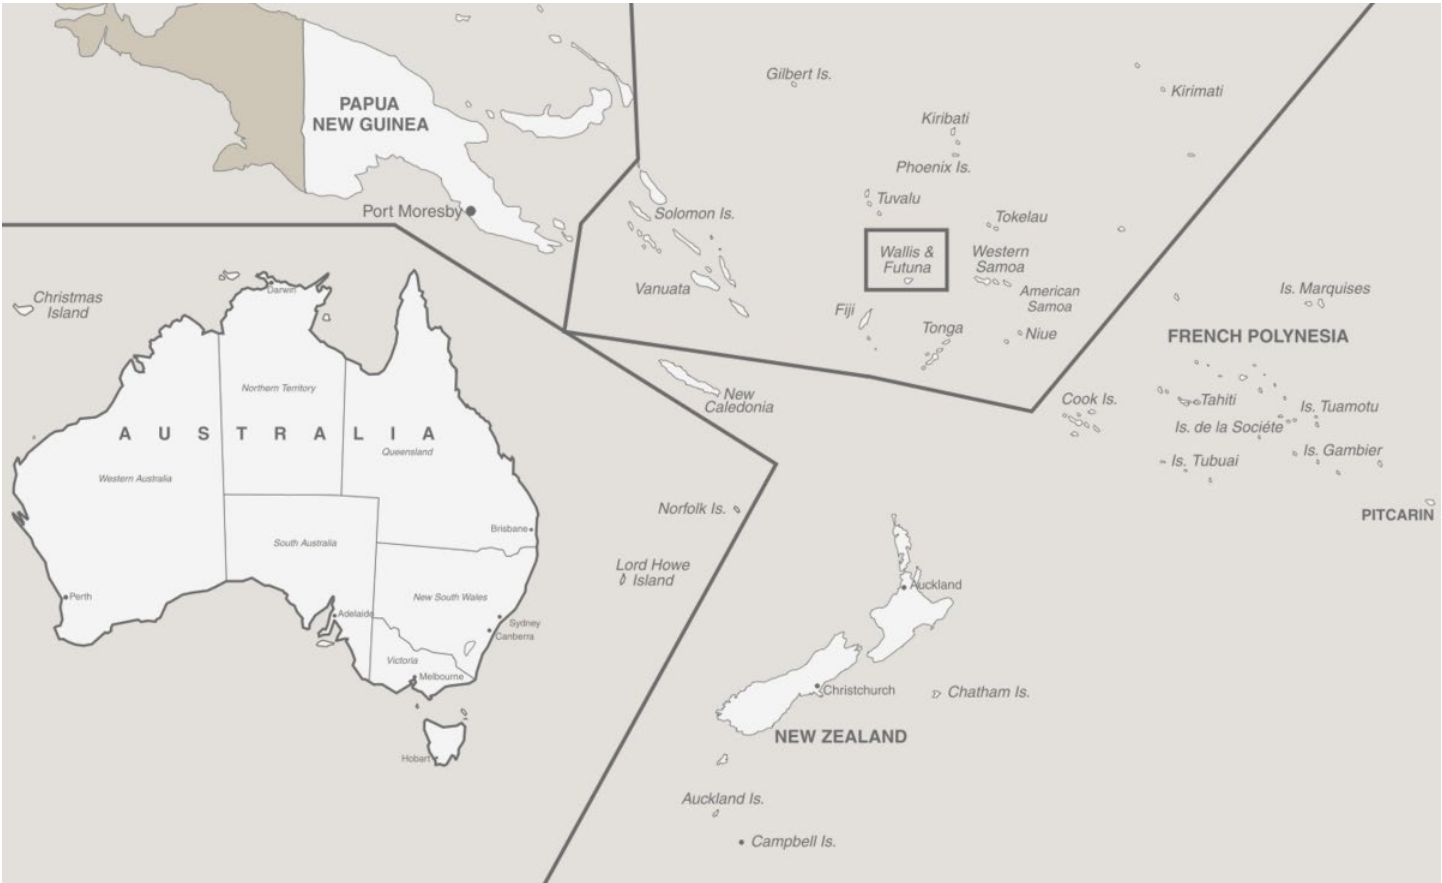 Gilbert Is.
Kirimati
PAPUA
NEW GUINEA
Kiribati
Phoenix Is.
Tuvalu
Port Moresby
Solomon Is.
Tokelau
Wallis &
Futuna
Western
Samoa
Vanuata
American
Samoa
Is. Marquises
Christmas
Island
Darwin
Fiji
Tonga
Niue
FRENCH POLYNESIA
Northern Territory
New
Caledonia
Cook Is.
Tahiti
Is. Tuamotu
Is. de la Sociéte
AUSTRALIA
Queensland
Is. Gambier
Is. Tubuai
Western Australia
Norfolk Is.
PITCARIN
Brisbane
South Australia
Lord Howe
Island
Auckland
Perth
New South Wales
Adelaide
Sydney
Canberra
Victoria
Melbourne
Christchurch
Chatham Is.
NEW ZEALAND
Hobart
Auckland Is.
Campbell Is.